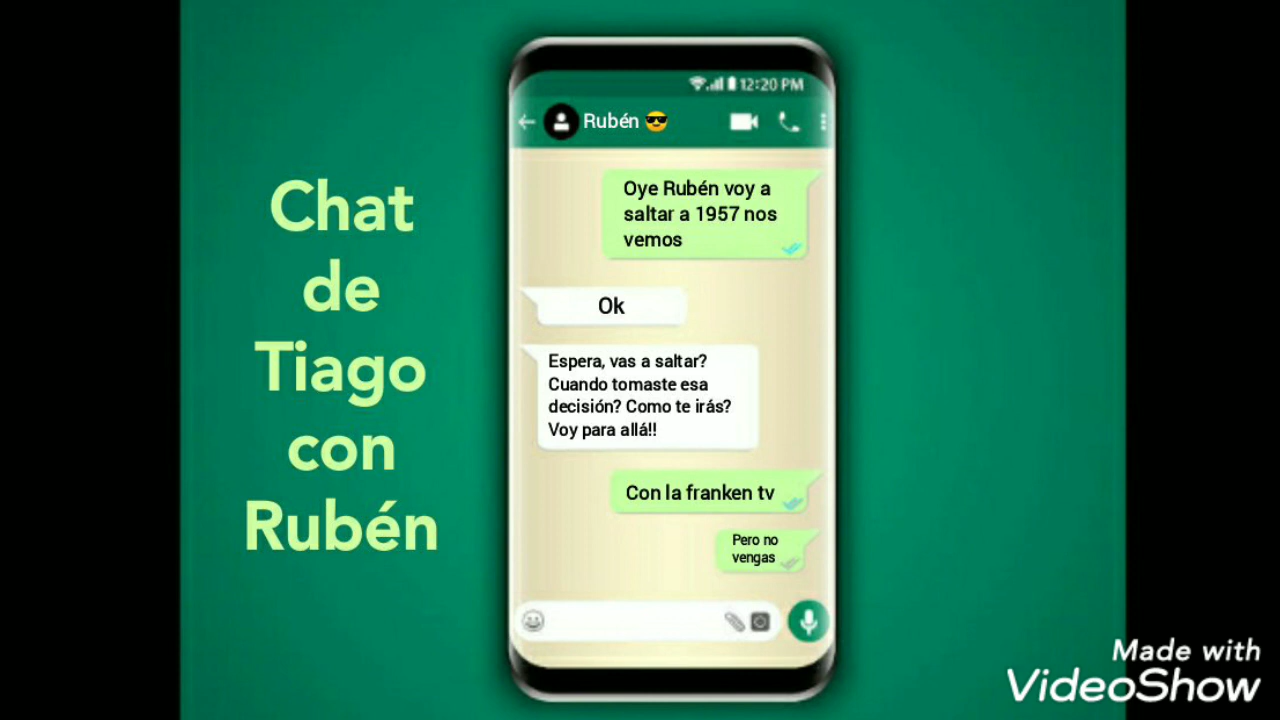 Chat
de
Tiago
con
Rubén
12:20 PM
Rubén 😎
Oye Rubén voy a
saltar a 1957 nos
vemos
Ok
Espera, vas a saltar?
Cuando tomaste esa
decisión? Como te irás?
Voy para allá!!
Con la franken tv
Pero no
vengas
Made with
VideoShow